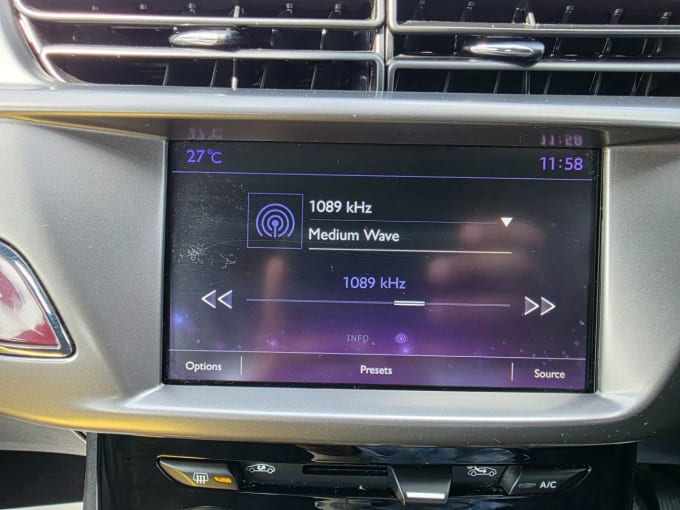 27°C 11:58
1089 kHz
Medium Wave
1089 kHz
INFO
Options Presets Source
A/C